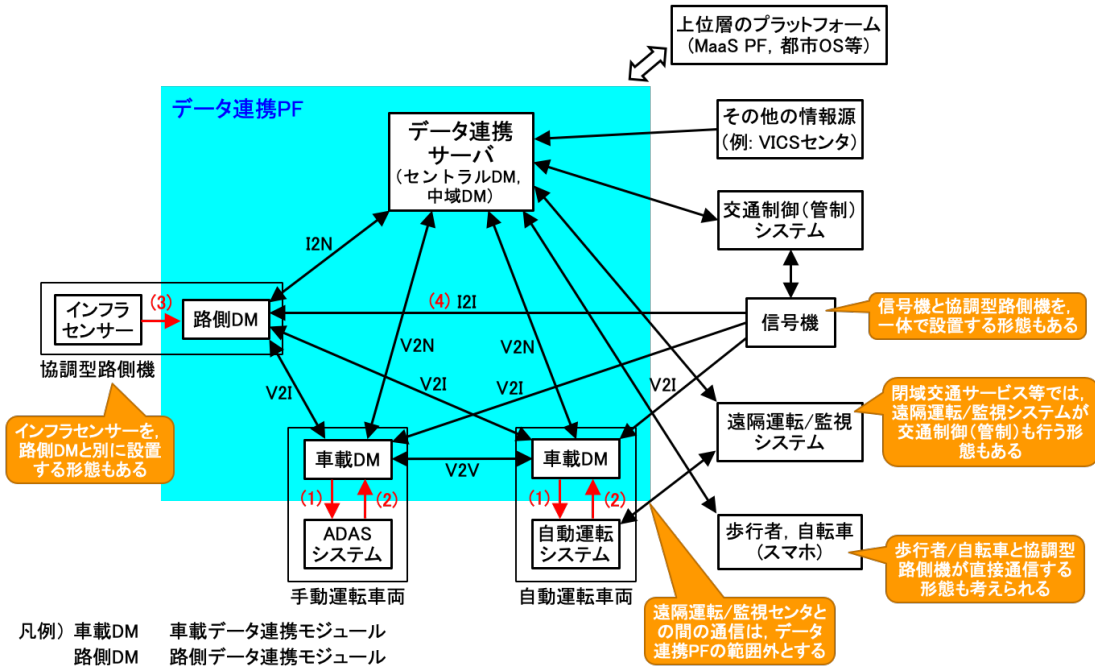 上位層のプラットフォーム
(MaaS PF, 都市OS等)
データ連携PF
データ連携
サーバ
(セントラルDM,
中域DM)
その他の情報源
(例: VICSセンタ)
交通制御(管制)
システム
I2N
インフラ
センサー
(3)
路側DM
(4) I2I
信号機
信号機と協調型路側機を,
一体で設置する形態もある
協調型路側機
V2I
V2N
V2I
V2N
V2I
V2I
インフラセンサーを,
路側DMと別に設置
する形態もある
遠隔運転/監視
システム
閉域交通サービス等では,
遠隔運転/監視システムが
交通制御(管制)も行う形
態もある
車載DM
V2V
車載DM
(1)
(2)
(1)
(2)
ADAS
システム
自動運転
システム
歩行者, 自転車
(スマホ)
歩行者/自転車と協調型
路側機が直接通信する
形態も考えられる
手動運転車両
自動運転車両
遠隔運転/監視センタと
の間の通信は, データ
連携PFの範囲外とする
凡例) 車載DM 車載データ連携モジュール
路側DM 路側データ連携モジュール